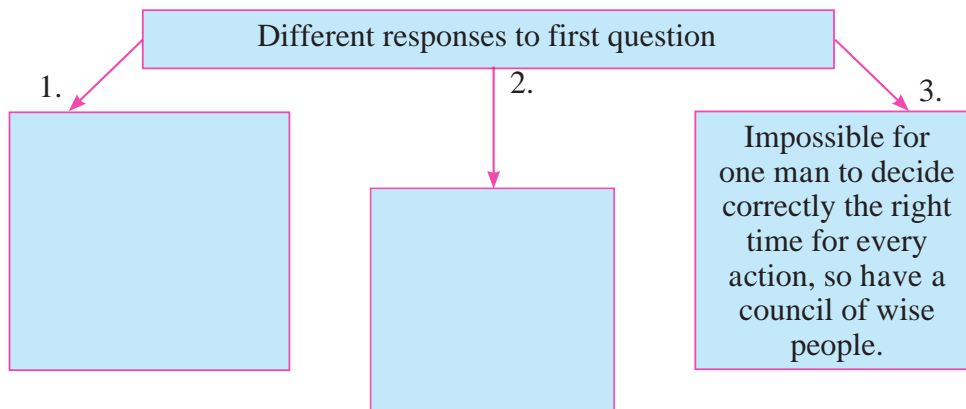 Different responses to first question
1.
2.
3.
Impossible for
one man to decide
correctly the right
time for every
action, so have a
council of wise
people.